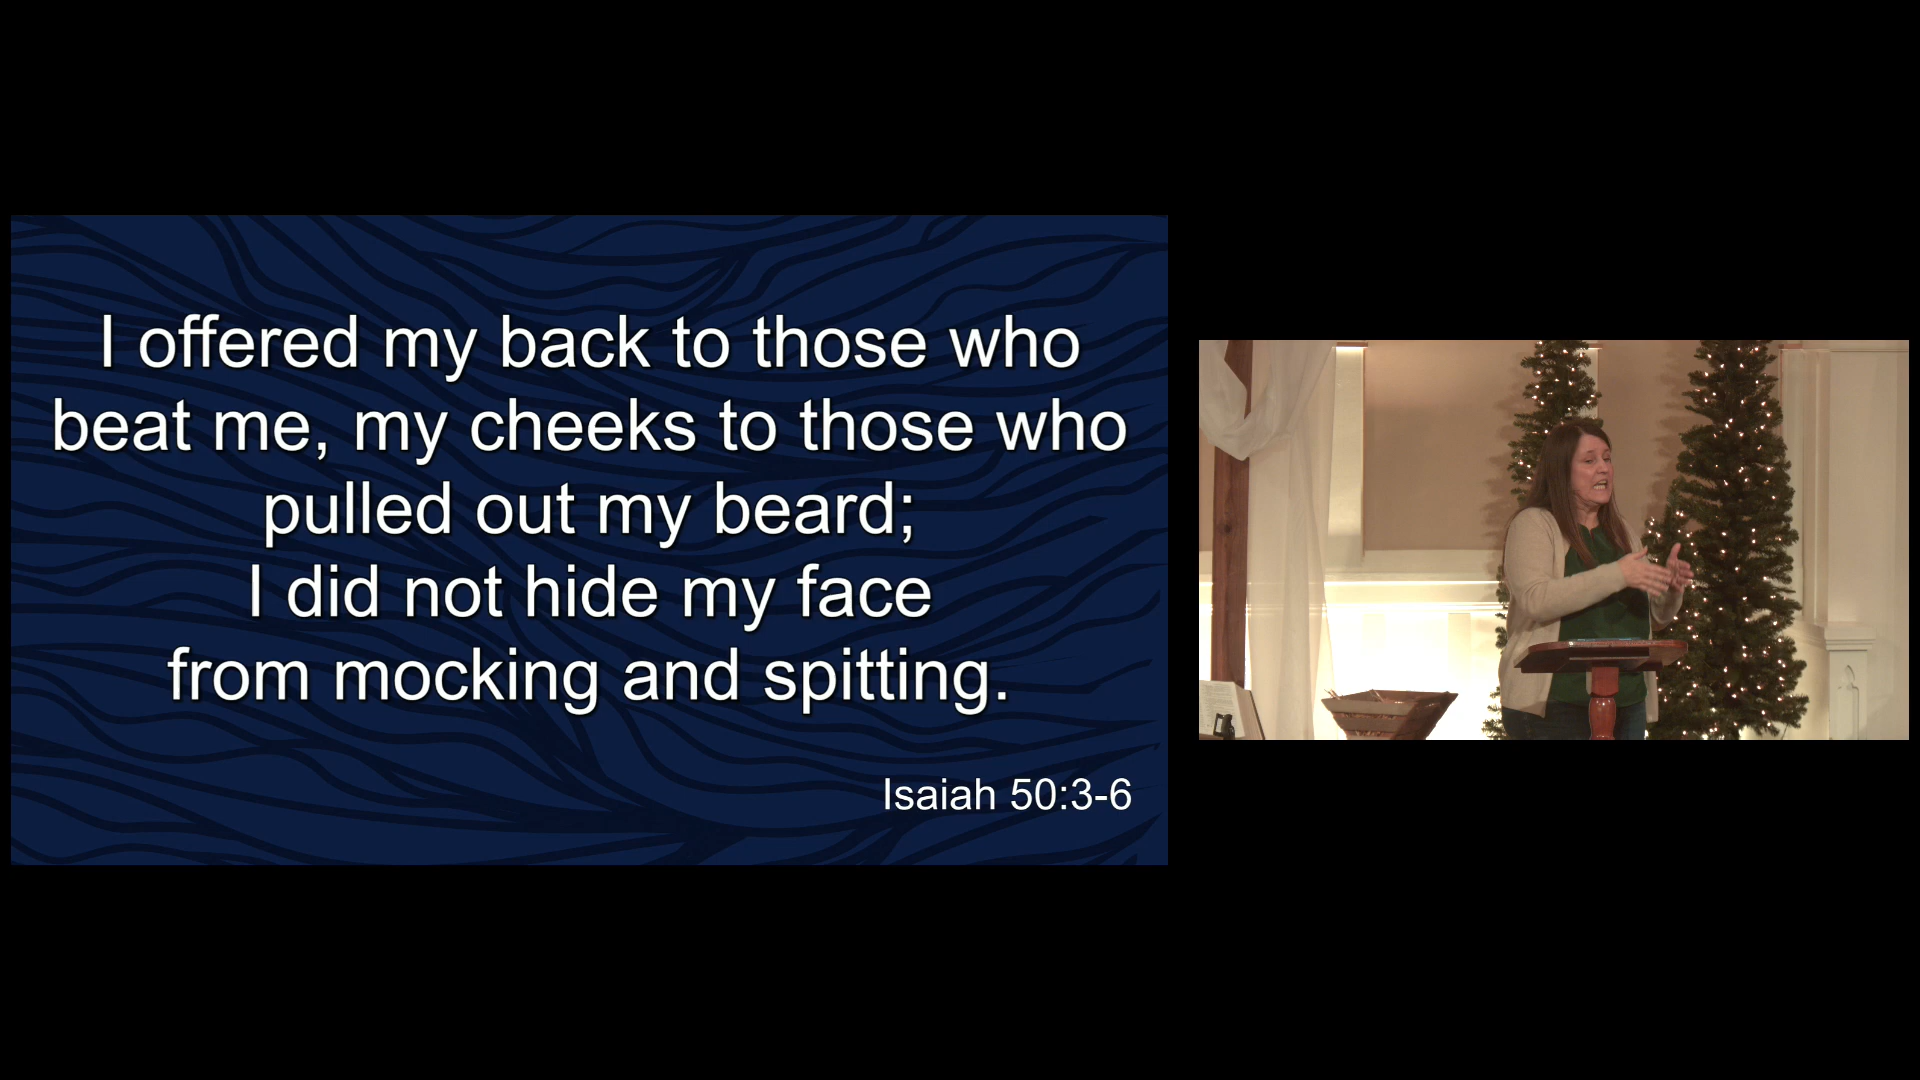 I offered my back to those who
beat me, my cheeks to those who
pulled out my beard;
I did not hide my face
from mocking and spitting.
Isaiah 50:3-6